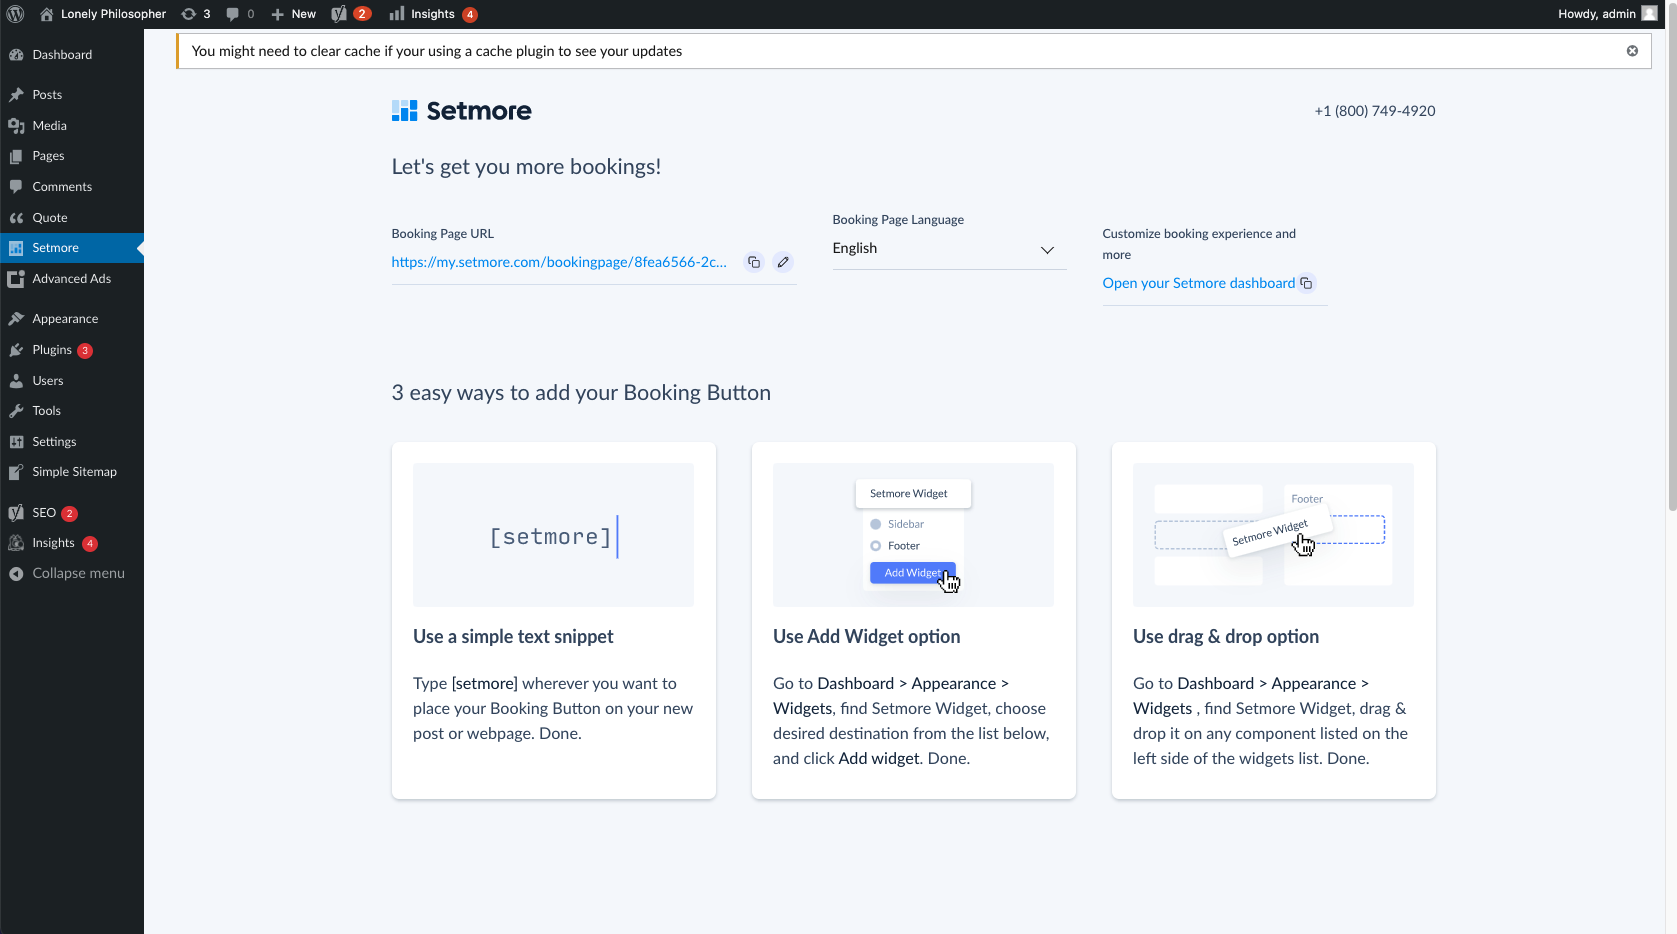 Lonely Philosopher 3 0 New 2 Insights 4 Howdy, admin
You might need to clear cache if your using a cache plugin to see your updates
Dashboard
Posts
Media
Pages
Comments
Quote
Setmore
Advanced Ads
Appearance
Plugins 3
Users
Tools
Settings
Simple Sitemap
SEO 2
Insights 4
Collapse menu
Setmore
+1 (800) 749-4920
Let's get you more bookings!
Booking Page URL
https://my.setmore.com/bookingpage/8fea6566-2c...
Booking Page Language
English
Customize booking experience and
more
Open your Setmore dashboard
3 easy ways to add your Booking Button
[setmore]
Use a simple text snippet
Type [setmore] wherever you want to
place your Booking Button on your new
post or webpage. Done.
Setmore Widget
Sidebar
Footer
Add Widget
Use Add Widget option
Go to Dashboard > Appearance >
Widgets, find Setmore Widget, choose
desired destination from the list below,
and click Add widget. Done.
Footer
Setmore Widget
Use drag & drop option
Go to Dashboard > Appearance >
Widgets , find Setmore Widget, drag &
drop it on any component listed on the
left side of the widgets list. Done.